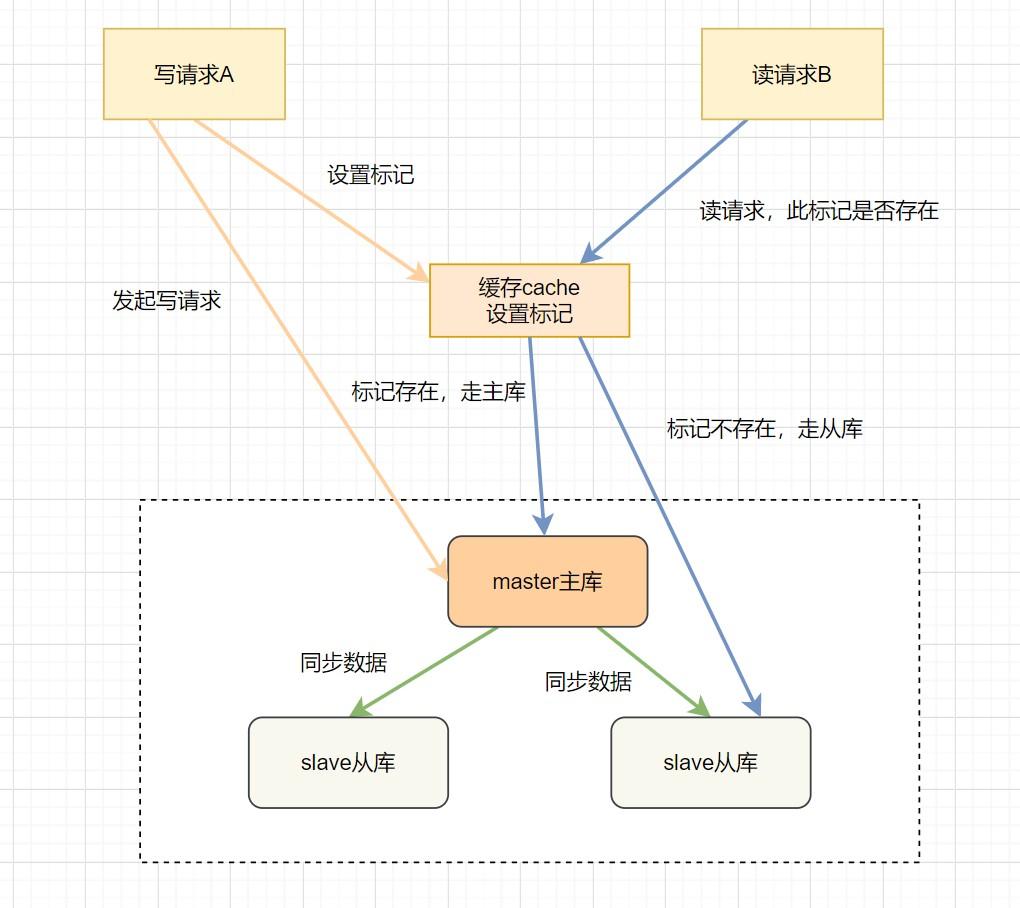 写请求A
读请求B
设置标记
读请求，此标记是否存在
缓存cache
设置标记
发起写请求
标记存在，走主库
标记不存在，走从库
master主库
同步数据
同步数据
slave从库
slave从库